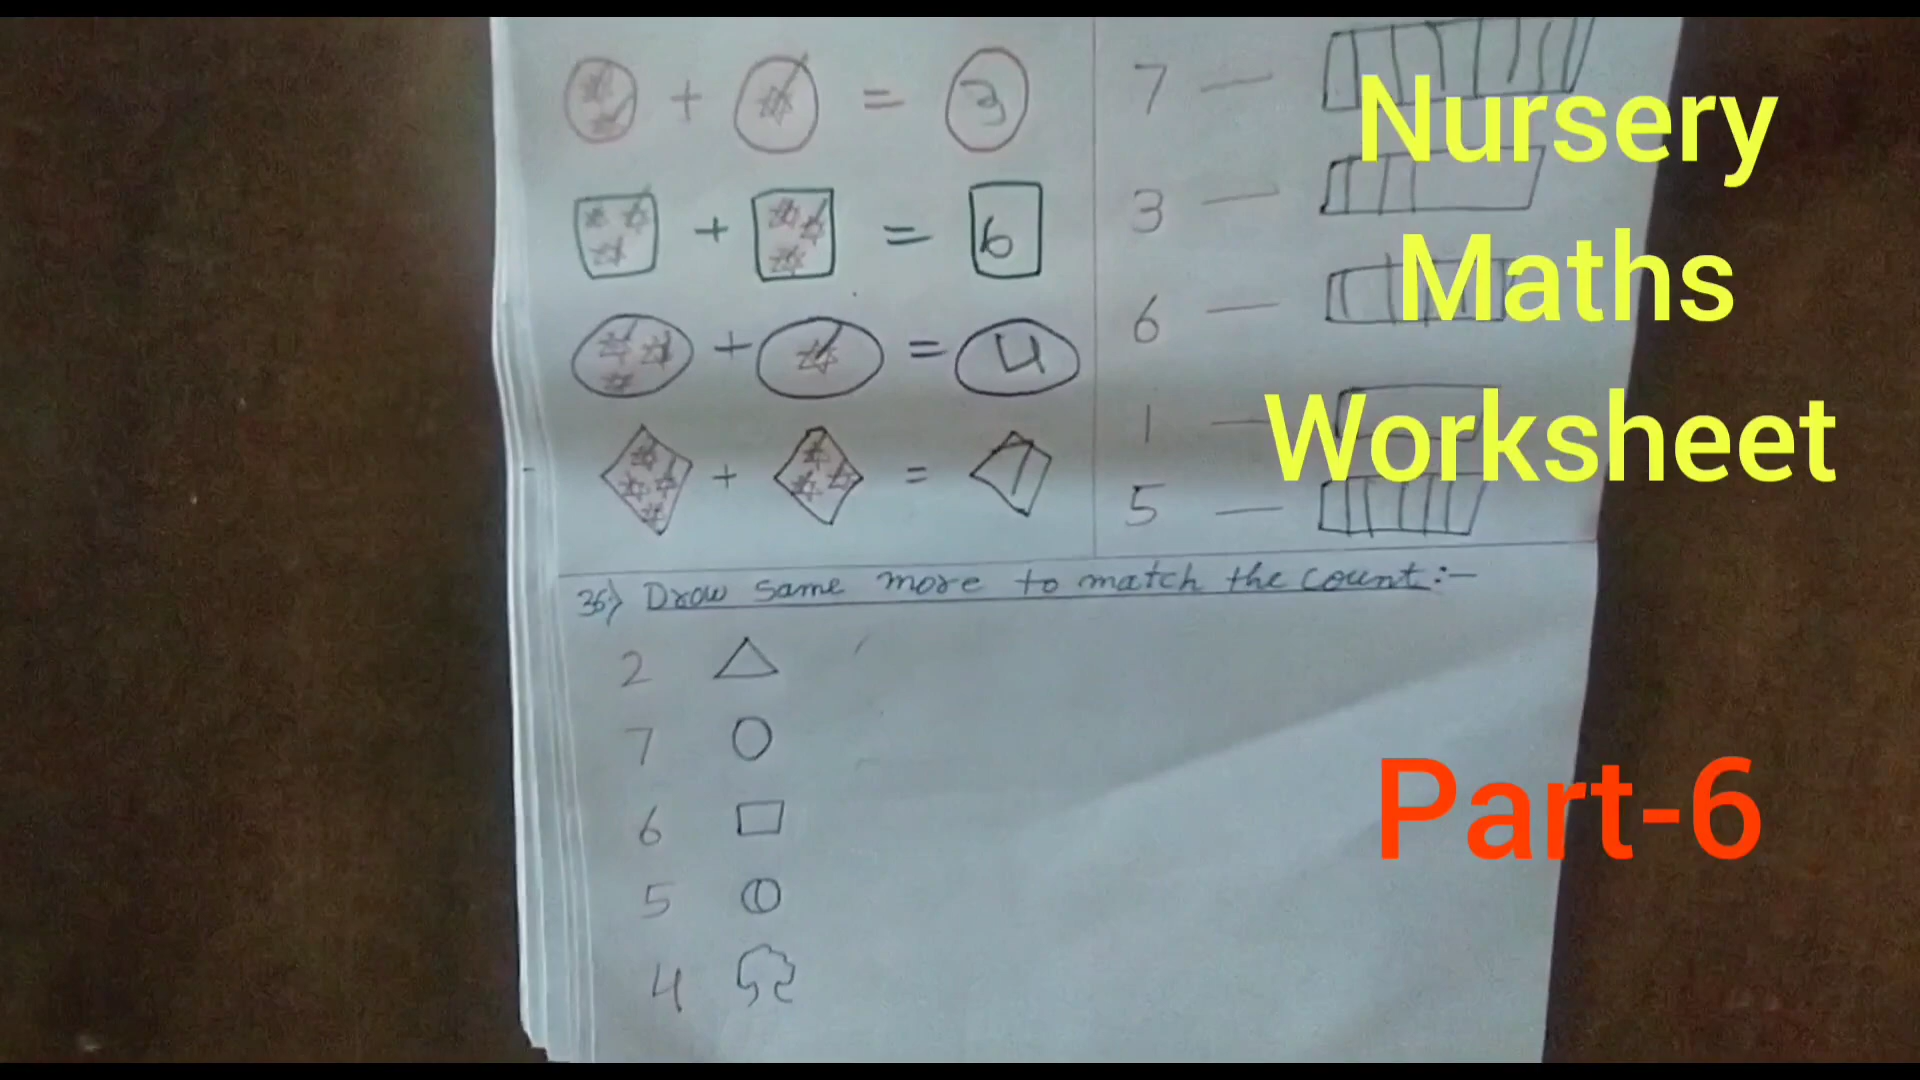 + = 3
+ = 6
+ = 4
+ = 7
7 —
3 —
6 —
1 —
5 —
36) Draw same more to match the count:-
2
7
6
5
4
Nursery
Maths
Worksheet
Part-6